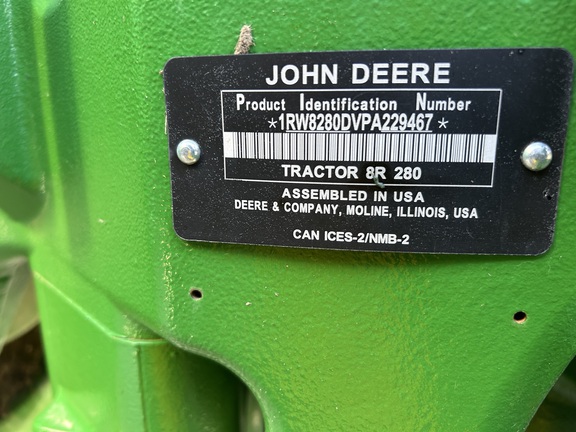 JOHN DEERE
Product Identification Number
*1RW8280DVPA229467*
TRACTOR 8R 280
ASSEMBLED IN USA
DEERE & COMPANY, MOLINE, ILLINOIS, USA
CAN ICES-2/NMB-2